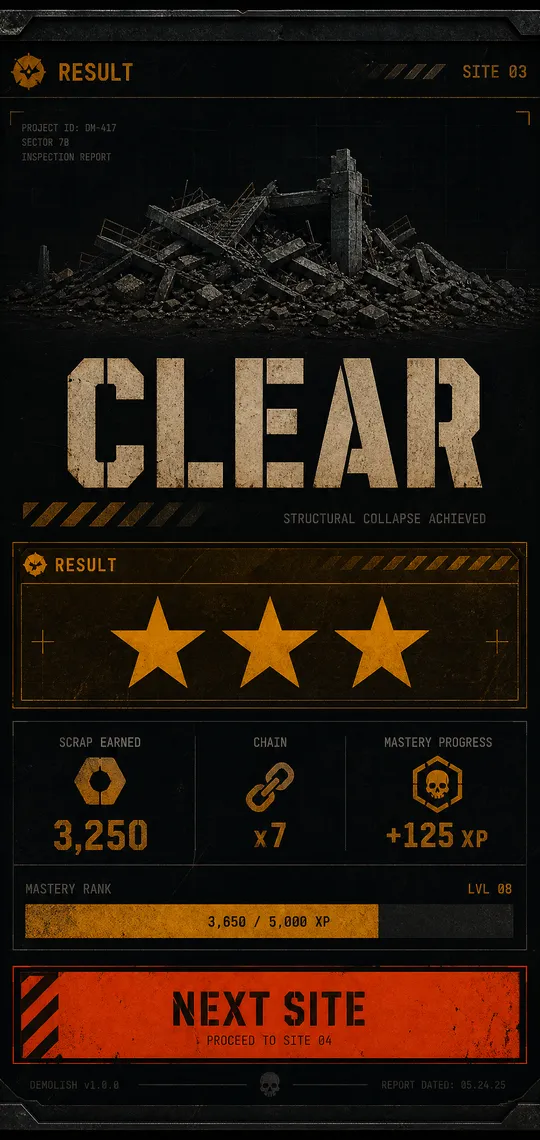 RESULT
SITE 03
PROJECT ID: DM-417
SECTOR 7B
INSPECTION REPORT
CLEAR
STRUCTURAL COLLAPSE ACHIEVED
RESULT
SCRAP EARNED
3,250
CHAIN
x7
MASTERY PROGRESS
+125 XP
MASTERY RANK
LVL 08
3,650 / 5,000 XP
NEXT SITE
PROCEED TO SITE 04
DEMOLISH v1.0.0
REPORT DATED: 05.24.25